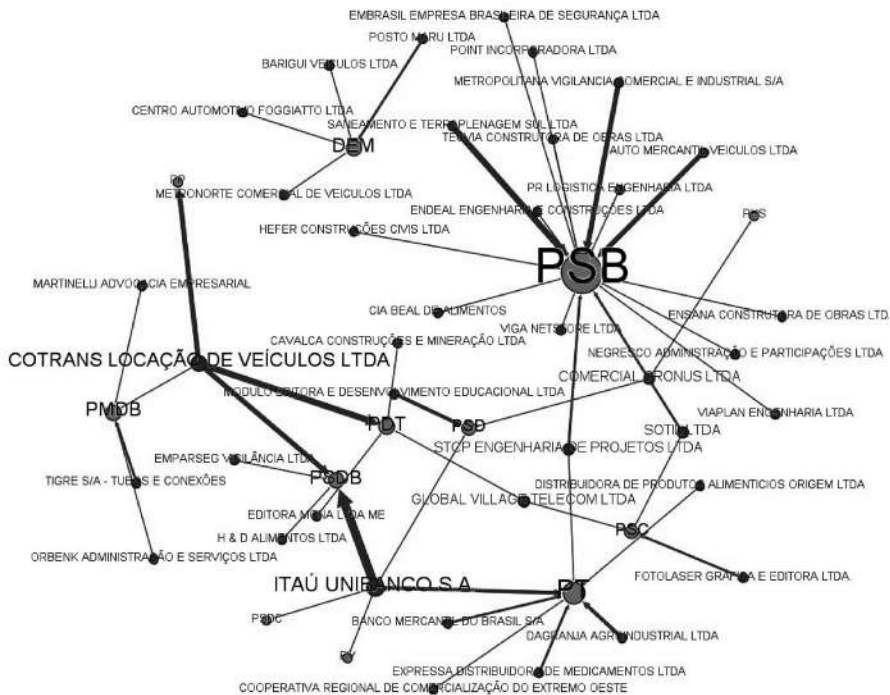 EMBRASIL EMPRESA BRASILEIRA DE SEGURANÇA LTDA
POSTO MARU LTDA
POINT INCORPORADORA LTDA
BARIGUI VEICULOS LTDA
METROPOLITANA VIGILANCIA COMERCIAL E INDUSTRIAL S/A
CENTRO AUTOMOTIVO FOGGIATTO LTDA
SANEAMENTO E TERRAPLENAGEM SUL LTDA
TECVIA CONSTRUTORA DE OBRAS LTDA
DEM
AUTO MERCANTIL VEICULOS LTDA
PP
METRONORTE COMERCIAL DE VEICULOS LTDA
PR LOGISTICA ENGENHARIA LTDA
ENDEAL ENGENHARIA E CONSTRUÇÕES LTDA
PHS
HEFER CONSTRUÇÕES CIVIS LTDA
PSB
MARTINELLI ADVOCACIA EMPRESARIAL
CIA BEAL DE ALIMENTOS
ENSANA CONSTRUTORA DE OBRAS LTDA
VIGA NETSTORE LTDA
CAVALCA CONSTRUÇÕES E MINERAÇÃO LTDA
NEGRESCO ADMINISTRAÇÃO E PARTICIPAÇÕES LTDA
COTRANS LOCAÇÃO DE VEÍCULOS LTDA
COMERCIAL CRONUS LTDA
MODULO EDITORA E DESENVOLVIMENTO EDUCACIONAL LTDA
PMDB
VIAPLAN ENGENHARIA LTDA
PDT
PSD
SOTIL LTDA
STCP ENGENHARIA DE PROJETOS LTDA
EMPARSEG VIGILÂNCIA LTDA
TIGRE S/A - TUBOS E CONEXÕES
PSDB
DISTRIBUIDORA DE PRODUTOS ALIMENTICIOS ORIGEM LTDA
GLOBAL VILLAGE TELECOM LTDA
EDITORA MONA LTDA ME
PSC
H & D ALIMENTOS LTDA
ORBENK ADMINISTRAÇÃO E SERVIÇOS LTDA
FOTOLASER GRAFICA E EDITORA LTDA.
ITAÚ UNIBANCO S.A
PT
PSDC
BANCO MERCANTIL DO BRASIL S/A
DAGRANJA AGROINDUSTRIAL LTDA
PV
EXPRESSA DISTRIBUIDORA DE MEDICAMENTOS LTDA
COOPERATIVA REGIONAL DE COMERCIALIZAÇÃO DO EXTREMO OESTE